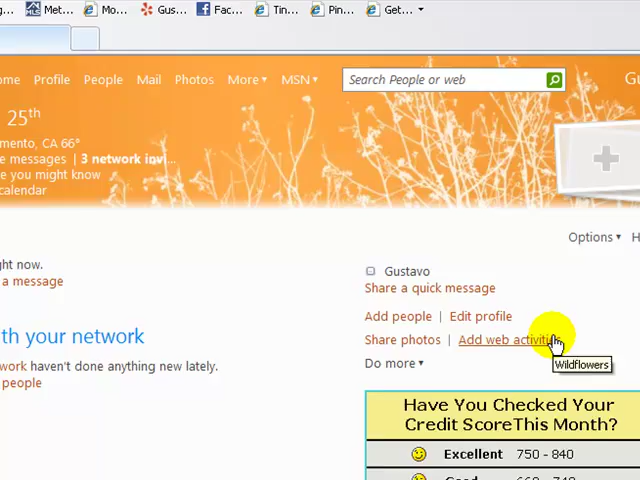 Met... Mo... Gus... Fac... Tin... Pin... Get...
ome Profile People Mail Photos More MSN Search People or web Gu
25th
amento, CA 66°
e messages | 3 network invi...
e you might know
calendar
Options
ght now.
a message
Gustavo
Share a quick message
Add people | Edit profile
th your network
Share photos | Add web activiti
Wildflowers
work haven't done anything new lately.
Do more
people
Have You Checked Your
Credit ScoreThis Month?
Excellent 750 - 840